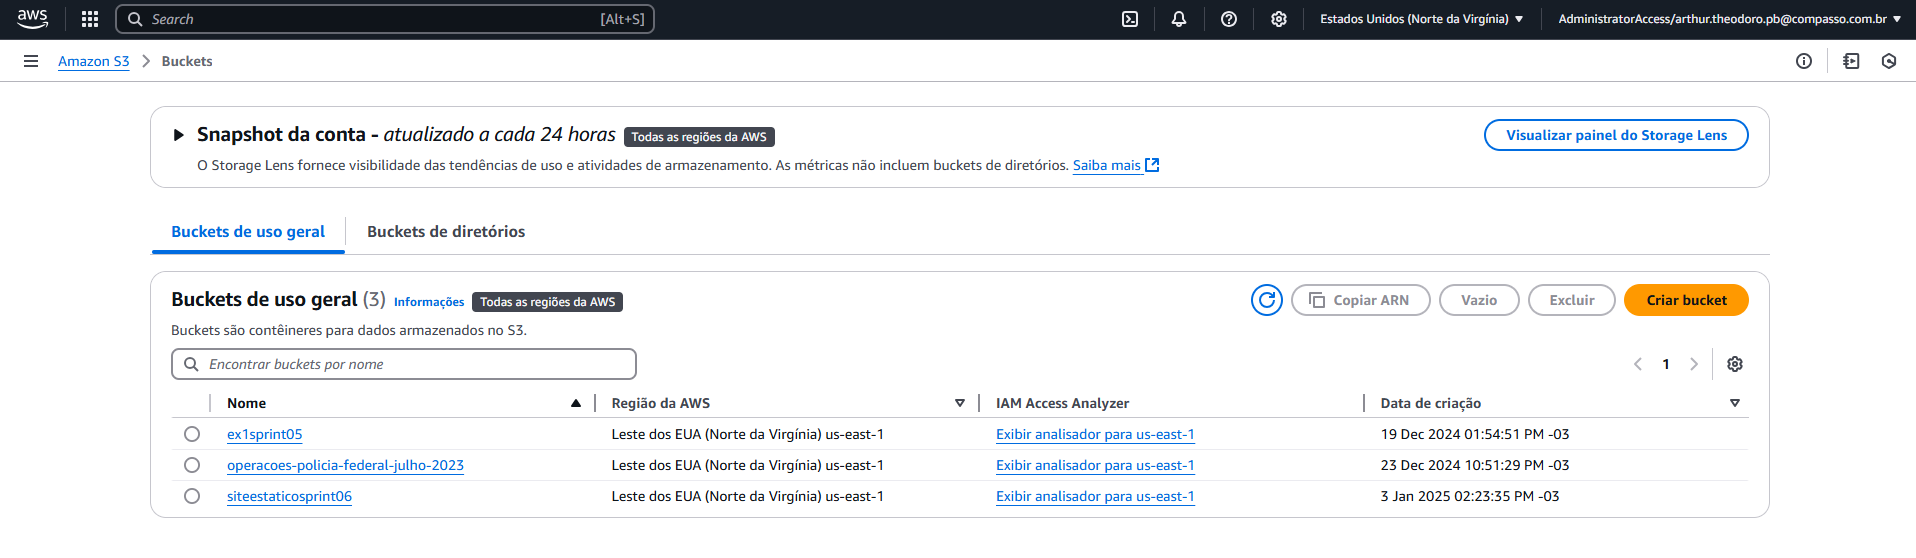 aws Search [Alt+S] Estados Unidos (Norte da Virgínia) ▼ AdministratorAccess/arthur.theodoro.pb@compasso.com.br ▼
Amazon S3 > Buckets
Snapshot da conta - atualizado a cada 24 horas Todas as regiões da AWS Visualizar painel do Storage Lens
O Storage Lens fornece visibilidade das tendências de uso e atividades de armazenamento. As métricas não incluem buckets de diretórios. Saiba mais
Buckets de uso geral Buckets de diretórios
Buckets de uso geral (3) Informações Todas as regiões da AWS Copiar ARN Vazio Excluir Criar bucket
Buckets são contêineres para dados armazenados no S3.
Encontrar buckets por nome 1
Nome Região da AWS IAM Access Analyzer Data de criação
ex1sprint05 Leste dos EUA (Norte da Virgínia) us-east-1 Exibir analisador para us-east-1 19 Dec 2024 01:54:51 PM -03
operacoes-policia-federal-julho-2023 Leste dos EUA (Norte da Virgínia) us-east-1 Exibir analisador para us-east-1 23 Dec 2024 10:51:29 PM -03
siteestaticosprint06 Leste dos EUA (Norte da Virgínia) us-east-1 Exibir analisador para us-east-1 3 Jan 2025 02:23:35 PM -03